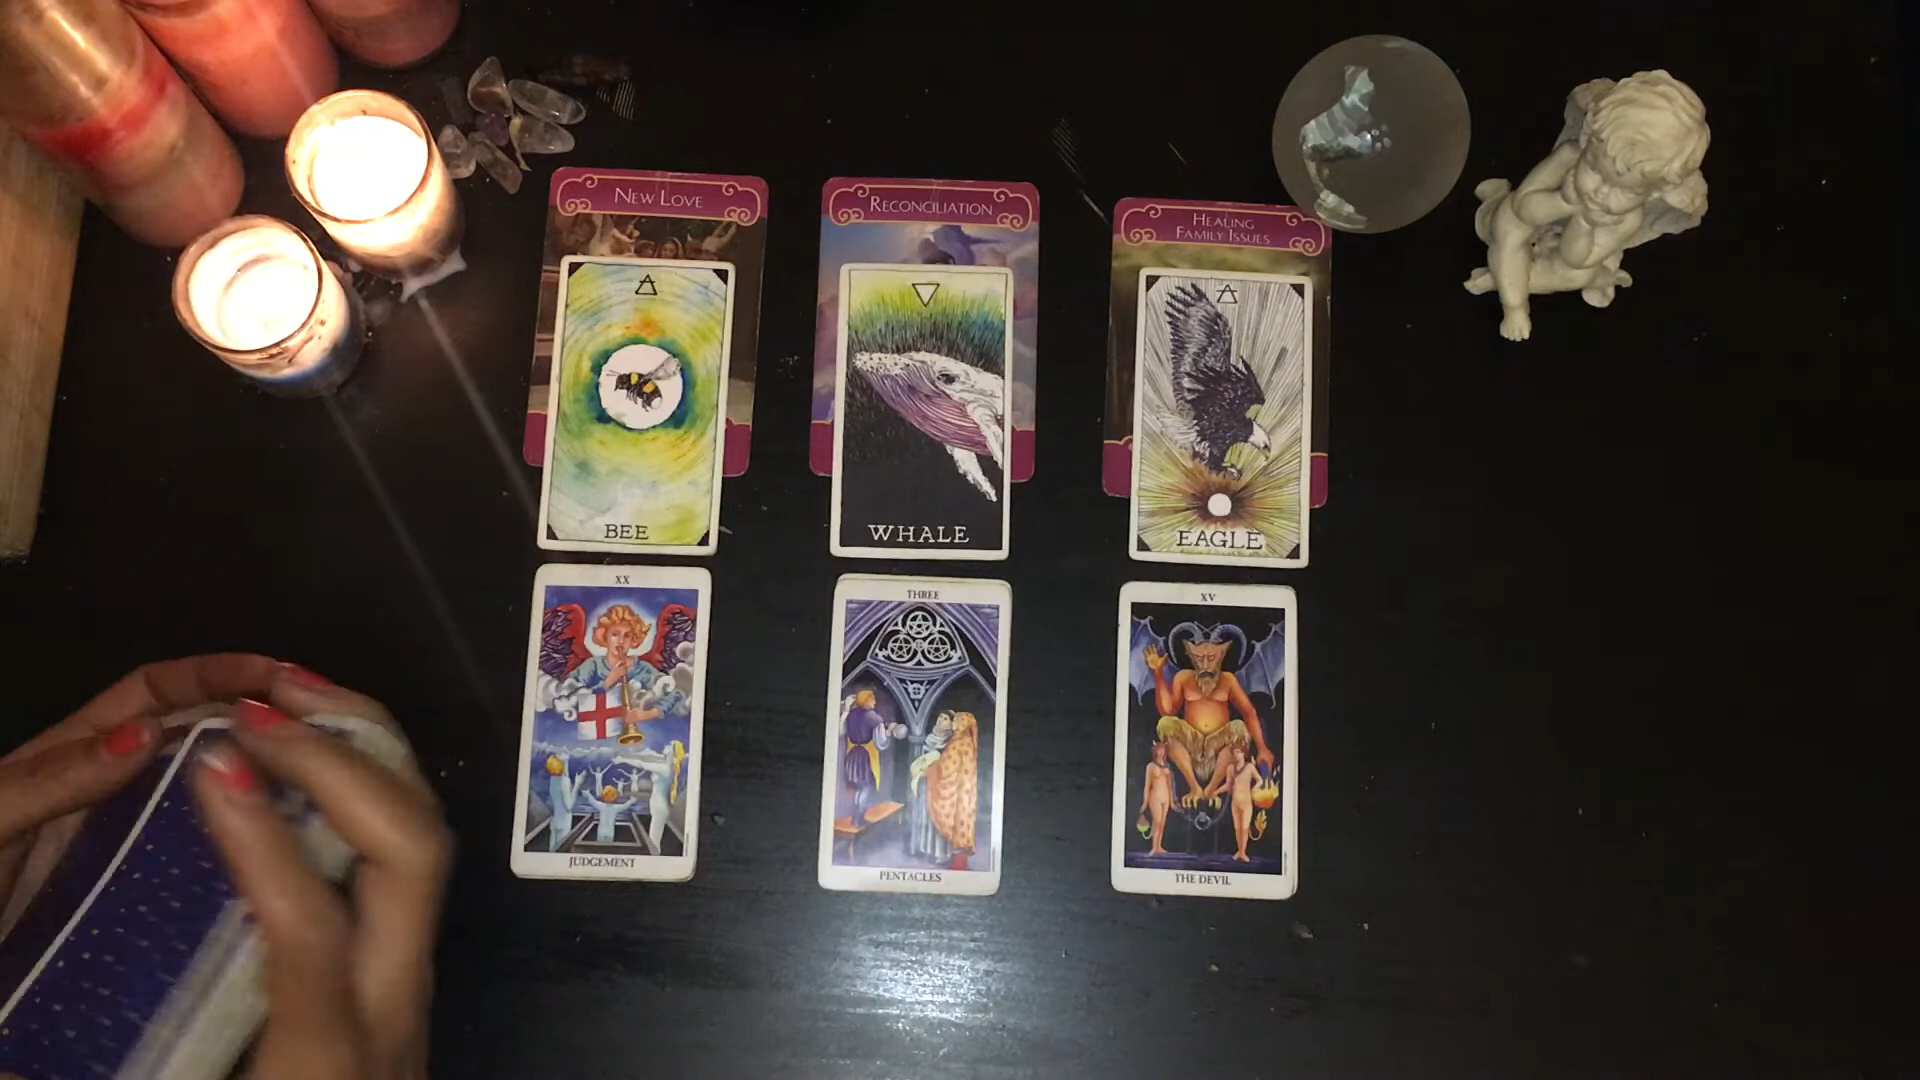 NEW LOVE
RECONCILIATION
HEALING
FAMILY ISSUES
BEE
WHALE
EAGLE
XX
THREE
XV
JUDGEMENT
PENTACLES
THE DEVIL